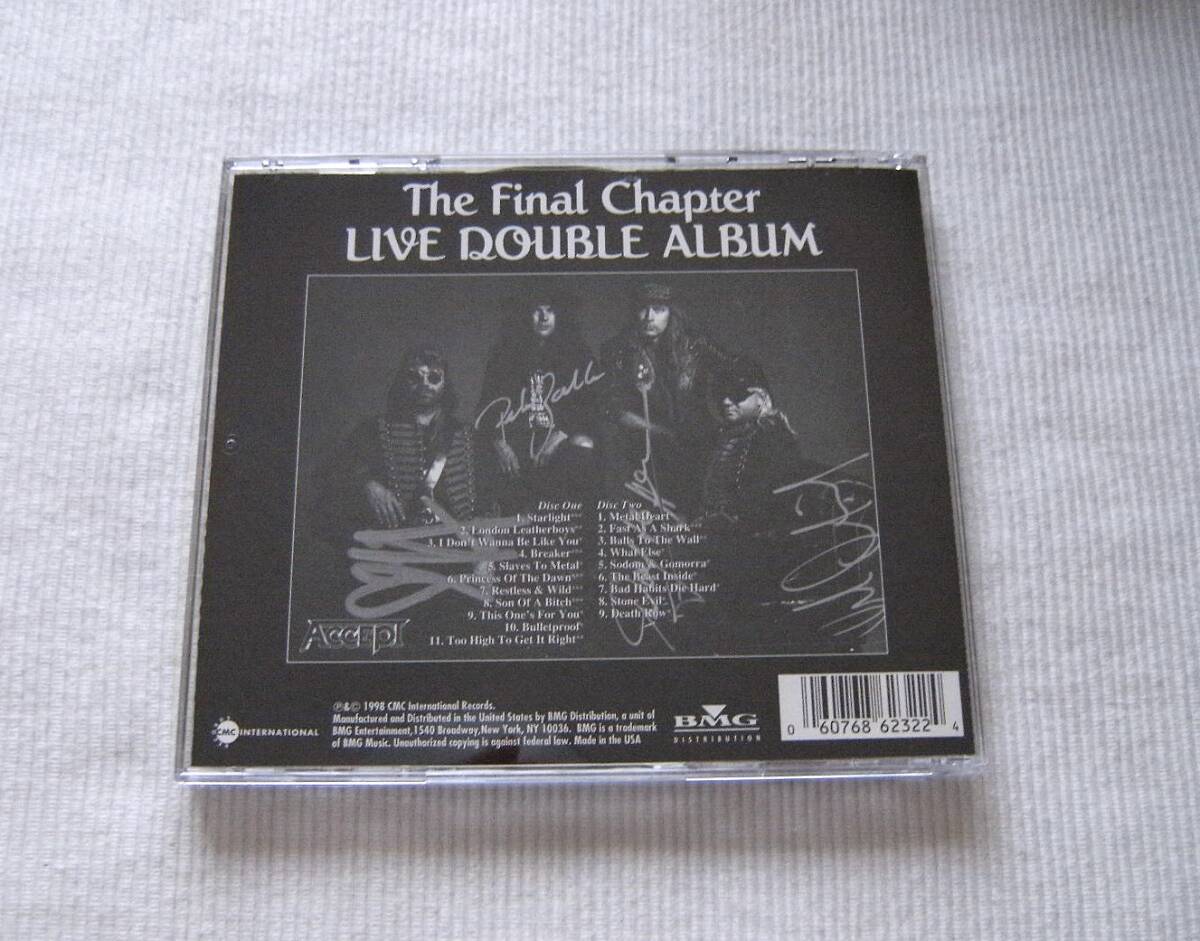 The Final Chapter
LIVE DOUBLE ALBUM
Disc One
1. Starlight***
2. London Leatherboys**
3. I Don't Wanna Be Like You*
4. Breaker**
5. Slaves To Metal*
6. Princess Of The Dawn***
7. Restless & Wild***
8. Son Of A Bitch***
9. This One's For You*
10. Bulletproof*
11. Too High To Get It Right**
Disc Two
1. Metal Heart**
2. Fast As A Shark***
3. Balls To The Wall**
4. What Else*
5. Sodom & Gomorra*
6. The Beast Inside*
7. Bad Habits Die Hard*
8. Stone Evil*
9. Death Row*
ACCEPT
CMC INTERNATIONAL
℗&© 1998 CMC International Records.
Manufactured and Distributed in the United States by BMG Distribution, a unit of
BMG Entertainment, 1540 Broadway, New York, NY 10036. BMG is a trademark
of BMG Music. Unauthorized copying is against federal law. Made in the USA
BMG
DISTRIBUTION
0 60768 62322 4